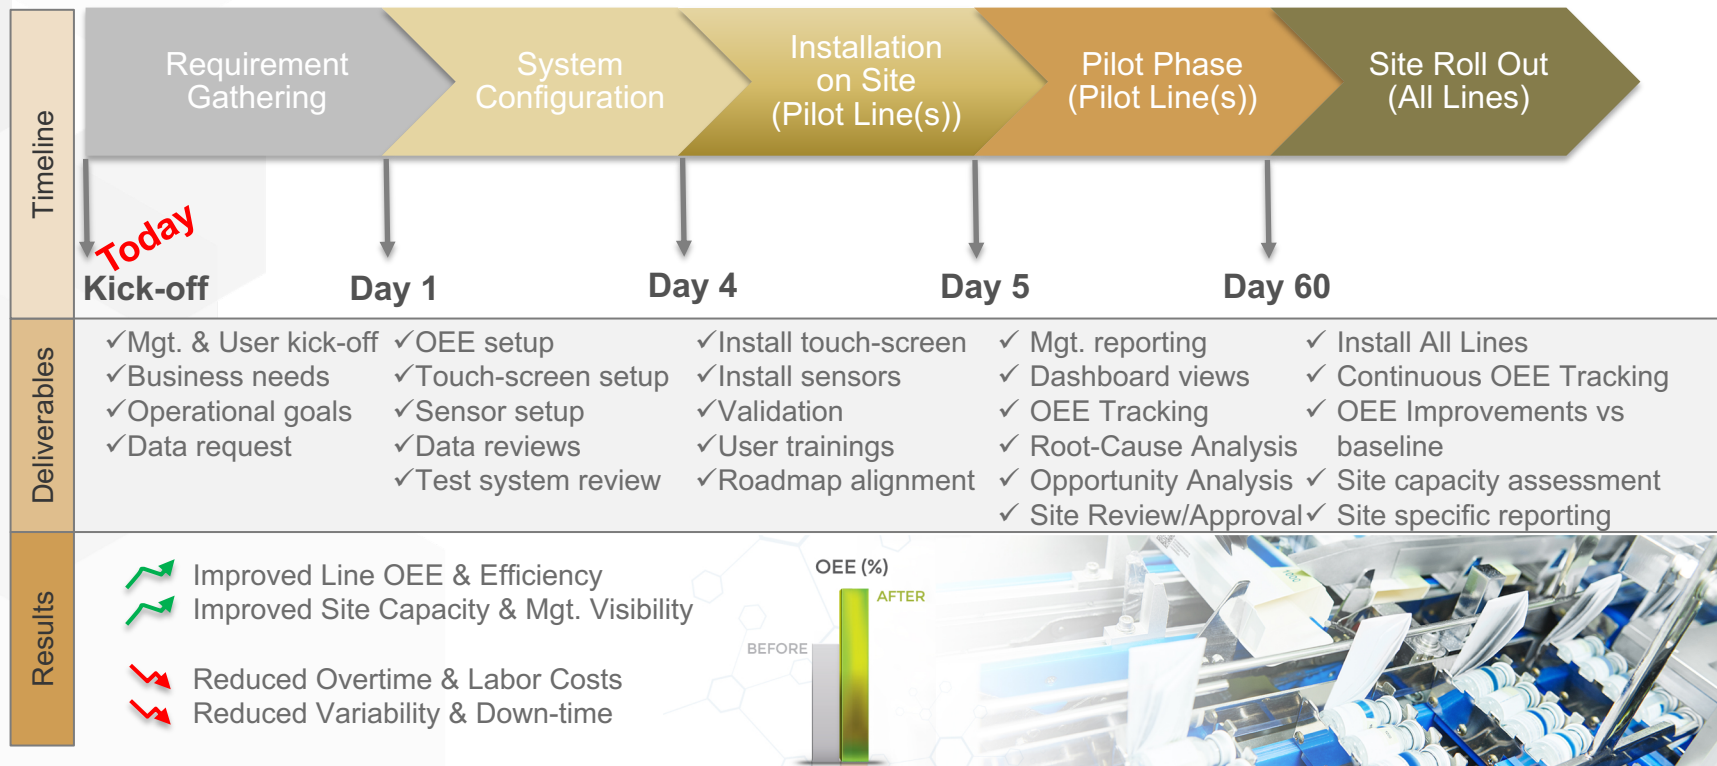 Timeline
Requirement
Gathering
System
Configuration
Installation
on Site
(Pilot Line(s))
Pilot Phase
(Pilot Line(s))
Site Roll Out
(All Lines)
Today
Kick-off
Day 1
Day 4
Day 5
Day 60
Deliverables
✓Mgt. & User kick-off
✓Business needs
✓Operational goals
✓Data request
✓OEE setup
✓Touch-screen setup
✓Sensor setup
✓Data reviews
✓Test system review
✓Install touch-screen
✓Install sensors
✓Validation
✓User trainings
✓Roadmap alignment
✓ Mgt. reporting
✓ Dashboard views
✓ OEE Tracking
✓ Root-Cause Analysis
✓ Opportunity Analysis
✓ Site Review/Approval
✓ Install All Lines
✓ Continuous OEE Tracking
✓ OEE Improvements vs
baseline
✓ Site capacity assessment
✓ Site specific reporting
Results
Improved Line OEE & Efficiency
Improved Site Capacity & Mgt. Visibility
Reduced Overtime & Labor Costs
Reduced Variability & Down-time
OEE (%)
AFTER
BEFORE